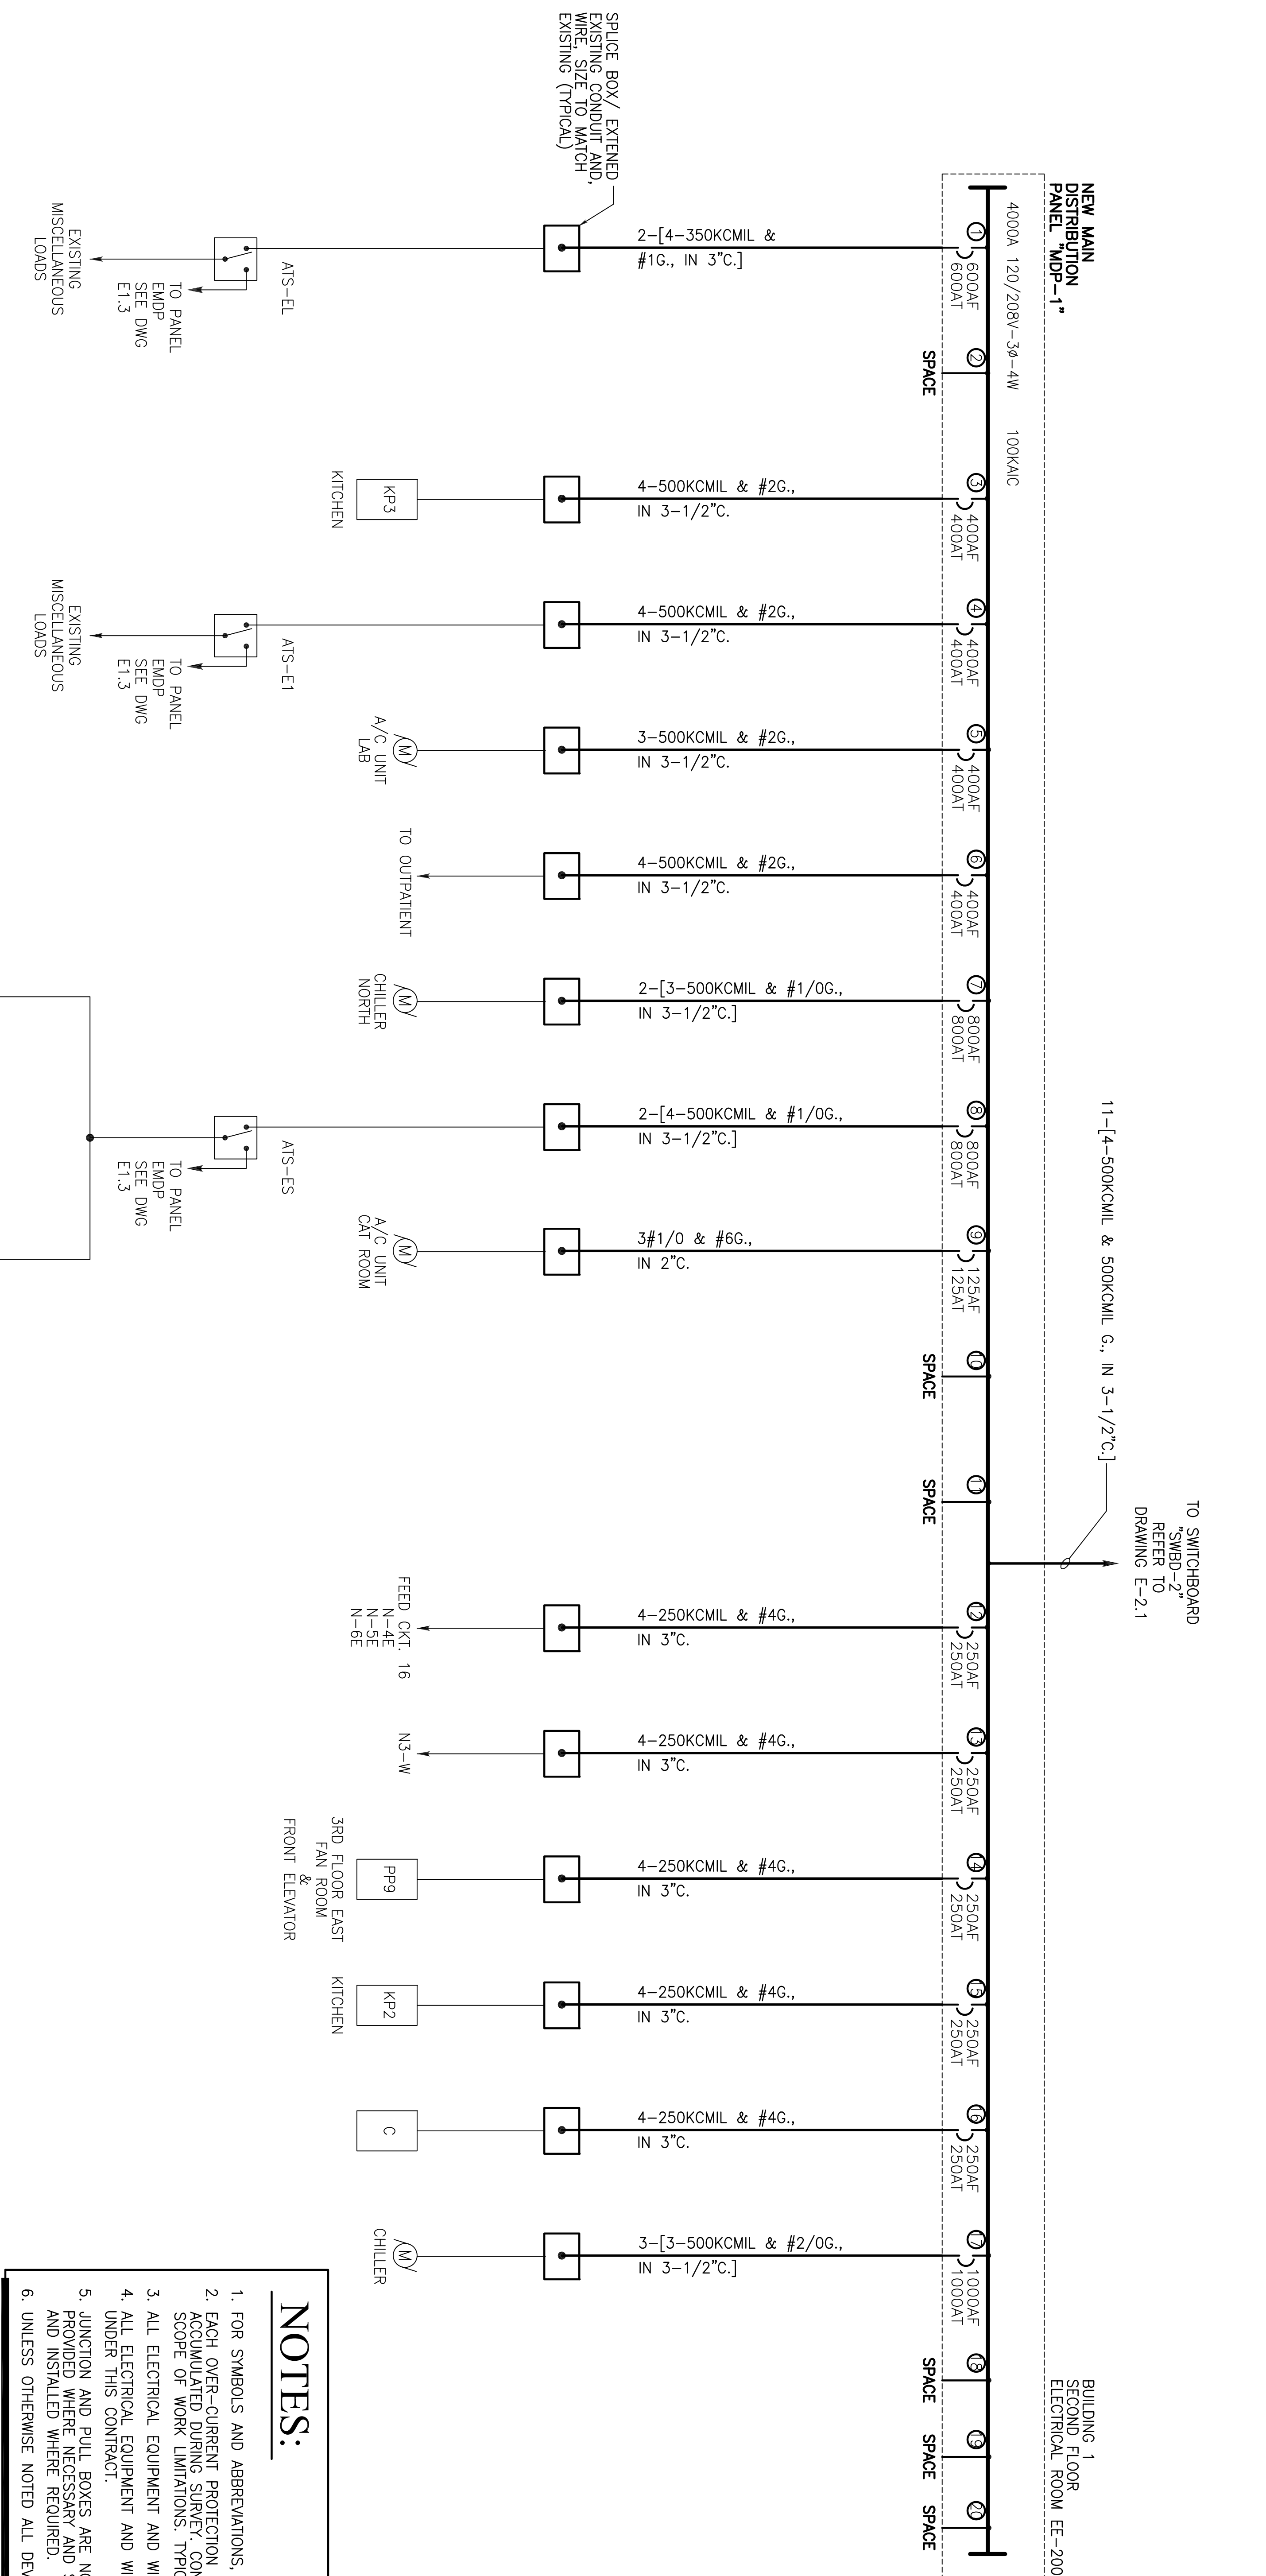 TO SWITCHBOARD
"SWBD-2"
REFER TO
DRAWING E-2.1
11-[4-500KCMIL & 500KCMIL G., IN 3-1/2"C.]
NEW MAIN
DISTRIBUTION
PANEL "MDP-1"
BUILDING 1
SECOND FLOOR
ELECTRICAL ROOM EE-200
4000A 120/208V-3ø-4W 100KAIC
1
600AF
600AT
2
SPACE
3
400AF
400AT
4
400AF
400AT
5
400AF
400AT
6
400AF
400AT
7
800AF
800AT
8
800AF
800AT
9
125AF
125AT
10
SPACE
11
SPACE
12
250AF
250AT
13
250AF
250AT
14
250AF
250AT
15
250AF
250AT
16
250AF
250AT
17
1000AF
1000AT
18
SPACE
19
SPACE
20
SPACE
2-[4-350KCMIL &
#1G., IN 3"C.]
4-500KCMIL & #2G.,
IN 3-1/2"C.
4-500KCMIL & #2G.,
IN 3-1/2"C.
3-500KCMIL & #2G.,
IN 3-1/2"C.
4-500KCMIL & #2G.,
IN 3-1/2"C.
2-[3-500KCMIL & #1/0G.,
IN 3-1/2"C.]
2-[4-500KCMIL & #1/0G.,
IN 3-1/2"C.]
3#1/0 & #6G.,
IN 2"C.
4-250KCMIL & #4G.,
IN 3"C.
4-250KCMIL & #4G.,
IN 3"C.
4-250KCMIL & #4G.,
IN 3"C.
4-250KCMIL & #4G.,
IN 3"C.
4-250KCMIL & #4G.,
IN 3"C.
3-[3-500KCMIL & #2/0G.,
IN 3-1/2"C.]
SPLICE BOX/ EXTENED
EXISTING CONDUIT AND,
WIRE, SIZE TO MATCH
EXISTING (TYPICAL)
ATS-EL
TO PANEL
EMDP
SEE DWG
E1.3
EXISTING
MISCELLANEOUS
LOADS
KP3
KITCHEN
ATS-E1
TO PANEL
EMDP
SEE DWG
E1.3
EXISTING
MISCELLANEOUS
LOADS
M
A/C UNIT
LAB
TO OUTPATIENT
M
CHILLER
NORTH
ATS-ES
TO PANEL
EMDP
SEE DWG
E1.3
M
A/C UNIT
CAT ROOM
FEED CKT. 16
N-4E
N-5E
N-6E
N3-W
PP9
3RD FLOOR EAST
FAN ROOM
&
FRONT ELEVATOR
KP2
KITCHEN
C
M
CHILLER
NOTES:
1. FOR SYMBOLS AND ABBREVIATIONS,
2. EACH OVER-CURRENT PROTECTION
ACCUMULATED DURING SURVEY.
SCOPE OF WORK LIMITATIONS.
3. ALL ELECTRICAL EQUIPMENT AND
4. ALL ELECTRICAL EQUIPMENT AND
UNDER THIS CONTRACT.
5. JUNCTION AND PULL BOXES ARE
PROVIDED WHERE NECESSARY AND
AND INSTALLED WHERE REQUIRED.
6. UNLESS OTHERWISE NOTED ALL